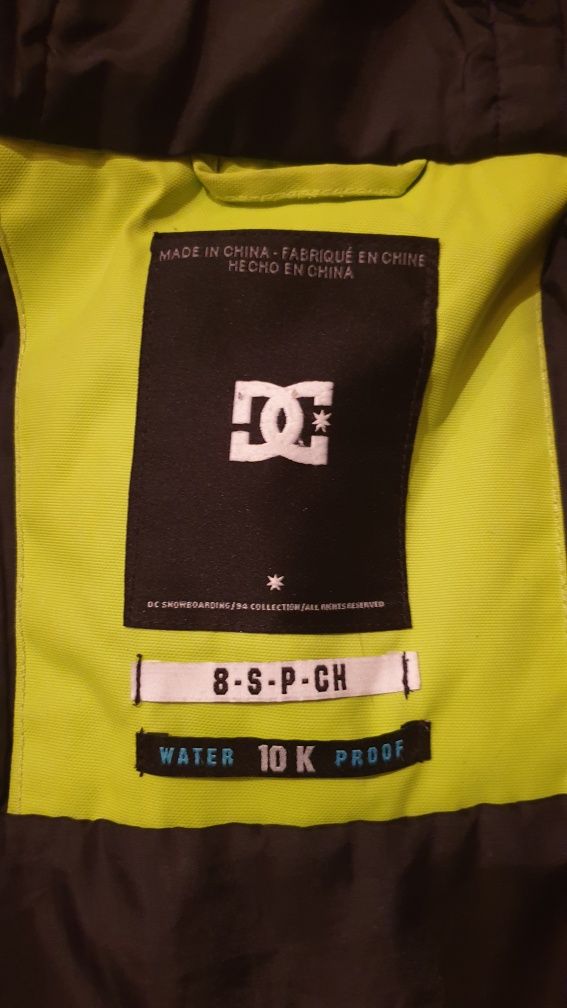 MADE IN CHINA - FABRIQUÉ EN CHINE
HECHO EN CHINA
DC
DC SNOWBOARDING/94 COLLECTION/ALL RIGHTS RESERVED
8-S-P-CH
WATER 10K PROOF